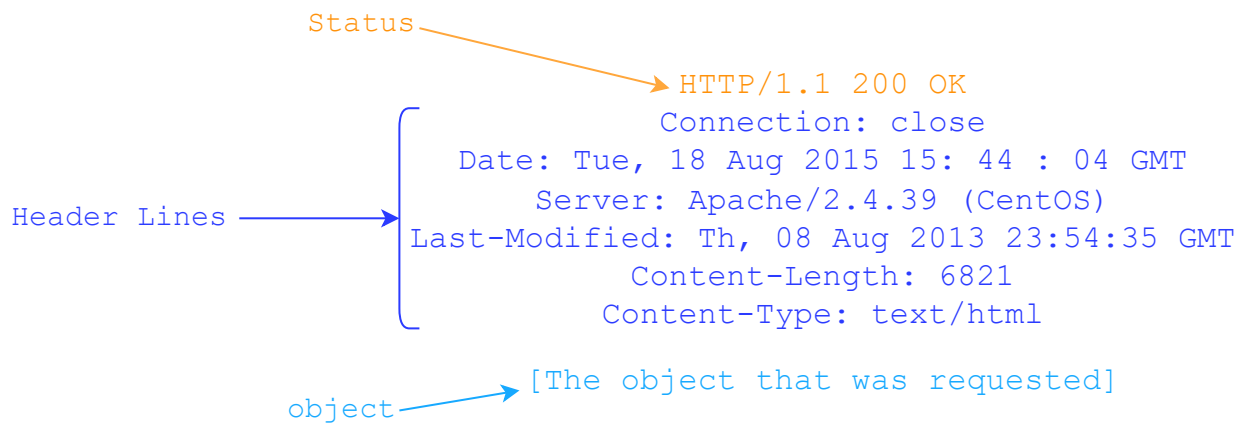 Status
HTTP/1.1 200 OK
Connection: close
Date: Tue, 18 Aug 2015 15: 44 : 04 GMT
Server: Apache/2.4.39 (CentOS)
Header Lines
Last-Modified: Th, 08 Aug 2013 23:54:35 GMT
Content-Length: 6821
Content-Type: text/html
[The object that was requested]
object